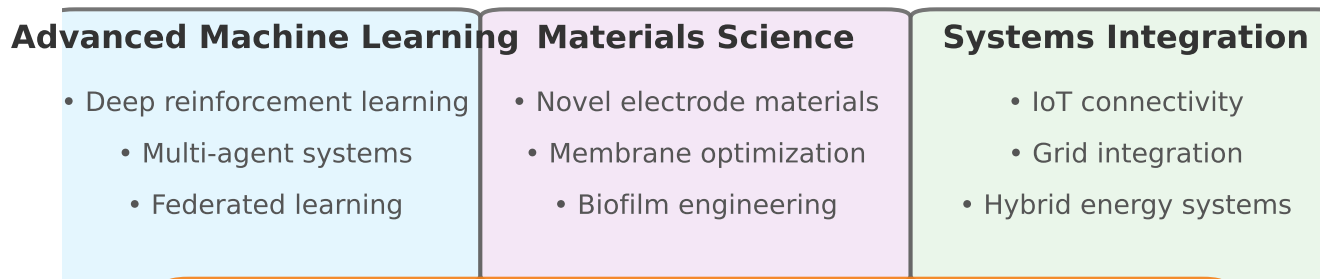 Advanced Machine Learning
• Deep reinforcement learning
• Multi-agent systems
• Federated learning
Materials Science
• Novel electrode materials
• Membrane optimization
• Biofilm engineering
Systems Integration
• IoT connectivity
• Grid integration
• Hybrid energy systems